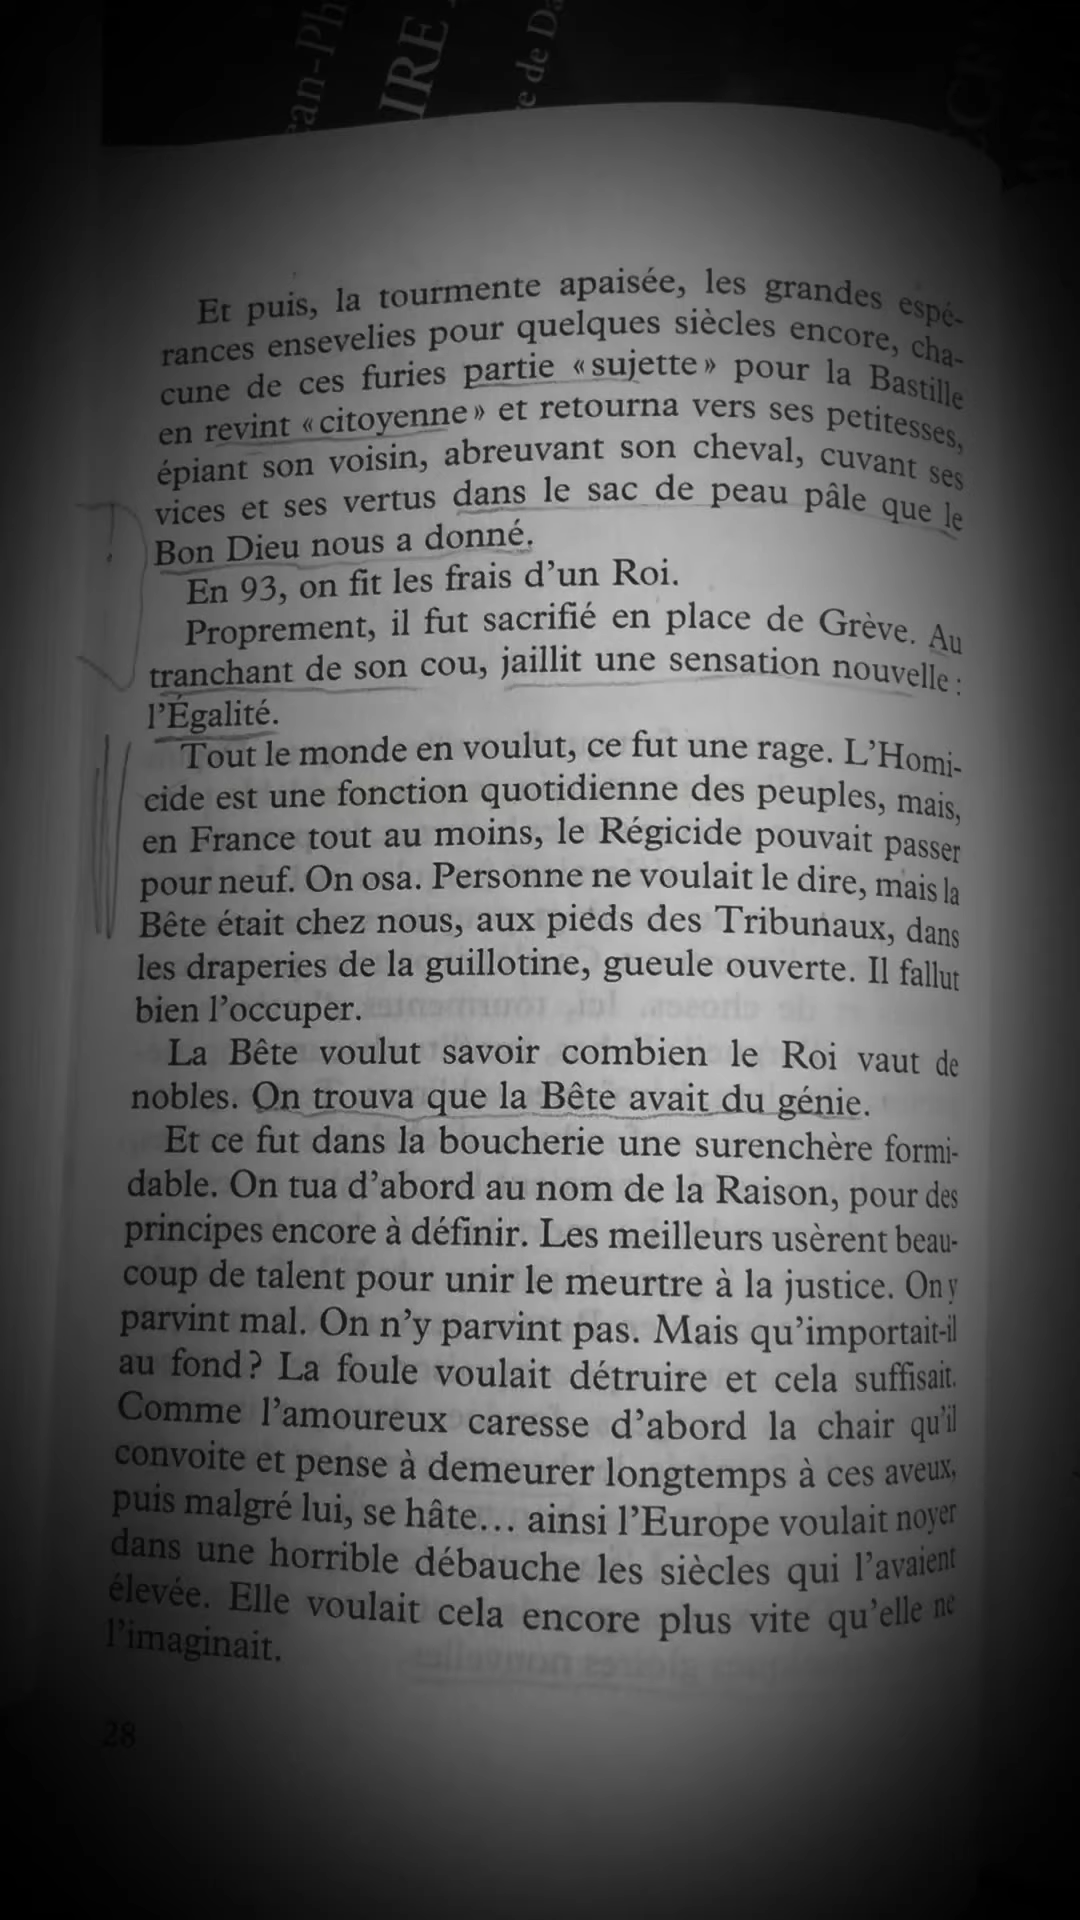 an-Ph
IRE
e de Da
Et puis, la tourmente apaisée, les grandes espé-
rances ensevelies pour quelques siècles encore, cha-
cune de ces furies partie « sujette » pour la Bastille
en revint « citoyenne » et retourna vers ses petitesses,
épiant son voisin, abreuvant son cheval, cuvant ses
vices et ses vertus dans le sac de peau pâle que le
Bon Dieu nous a donné.
En 93, on fit les frais d’un Roi.
Proprement, il fut sacrifié en place de Grève. Au
tranchant de son cou, jaillit une sensation nouvelle :
l’Égalité.
Tout le monde en voulut, ce fut une rage. L’Homi-
cide est une fonction quotidienne des peuples, mais,
en France tout au moins, le Régicide pouvait passer
pour neuf. On osa. Personne ne voulait le dire, mais la
Bête était chez nous, aux pieds des Tribunaux, dans
les draperies de la guillotine, gueule ouverte. Il fallut
bien l’occuper.
La Bête voulut savoir combien le Roi vaut de
nobles. On trouva que la Bête avait du génie.
Et ce fut dans la boucherie une surenchère formi-
dable. On tua d’abord au nom de la Raison, pour des
principes encore à définir. Les meilleurs usèrent beau-
coup de talent pour unir le meurtre à la justice. On y
parvint mal. On n’y parvint pas. Mais qu’importait-il
au fond ? La foule voulait détruire et cela suffisait.
Comme l’amoureux caresse d’abord la chair qu’il
convoite et pense à demeurer longtemps à ces aveux,
puis malgré lui, se hâte... ainsi l’Europe voulait noyer
dans une horrible débauche les siècles qui l’avaient
élevée. Elle voulait cela encore plus vite qu’elle ne
l’imaginait.
28